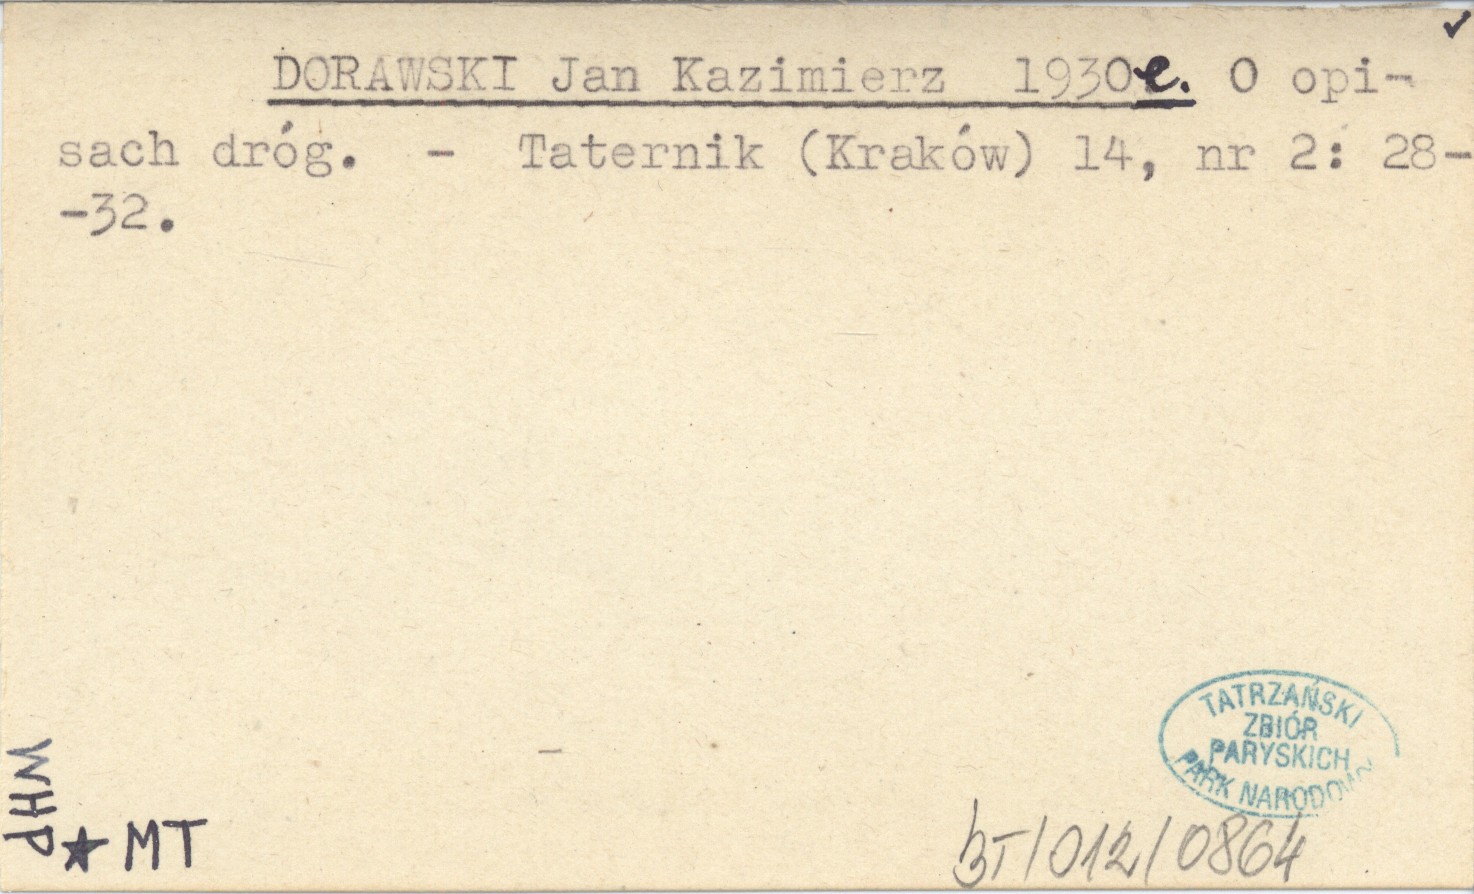 ✓
DORAWSKI Jan Kazimierz 1930e. O opi-
sach dróg. - Taternik (Kraków) 14, nr 2: 28-
-32.
TATRZAŃSKI
ZBIÓR
PARYSKICH
PARK NARODOWY
WHP
★ MT
BT/012/0864